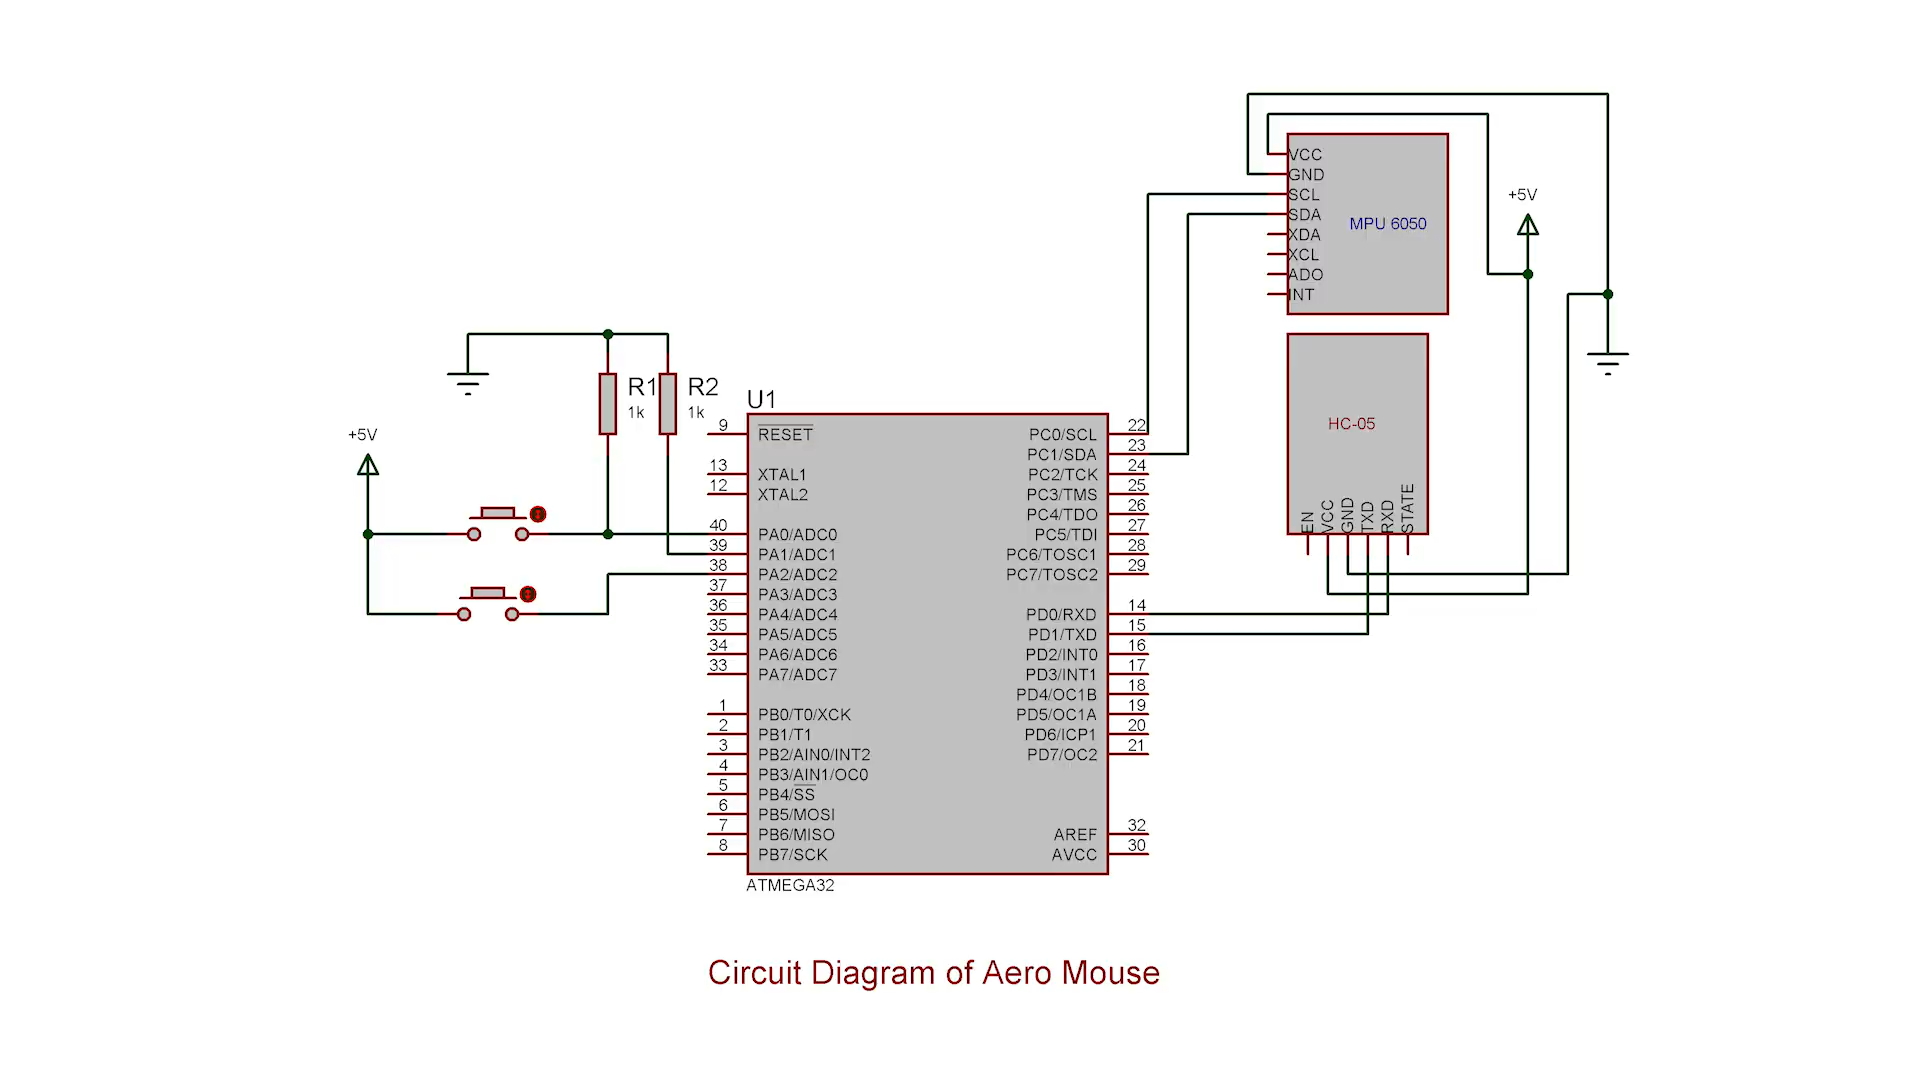 +5V
VCC
GND
SCL
SDA
XDA
XCL
ADO
INT
MPU 6050
+5V
HC-05
EN
VCC
GND
TXD
RXD
STATE
R1
1k
R2
1k
U1
9 RESET
13 XTAL1
12 XTAL2
40 PA0/ADC0
39 PA1/ADC1
38 PA2/ADC2
37 PA3/ADC3
36 PA4/ADC4
35 PA5/ADC5
34 PA6/ADC6
33 PA7/ADC7
1 PB0/T0/XCK
2 PB1/T1
3 PB2/AIN0/INT2
4 PB3/AIN1/OC0
5 PB4/SS
6 PB5/MOSI
7 PB6/MISO
8 PB7/SCK
PC0/SCL 22
PC1/SDA 23
PC2/TCK 24
PC3/TMS 25
PC4/TDO 26
PC5/TDI 27
PC6/TOSC1 28
PC7/TOSC2 29
PD0/RXD 14
PD1/TXD 15
PD2/INT0 16
PD3/INT1 17
PD4/OC1B 18
PD5/OC1A 19
PD6/ICP1 20
PD7/OC2 21
AREF 32
AVCC 30
ATMEGA32
Circuit Diagram of Aero Mouse